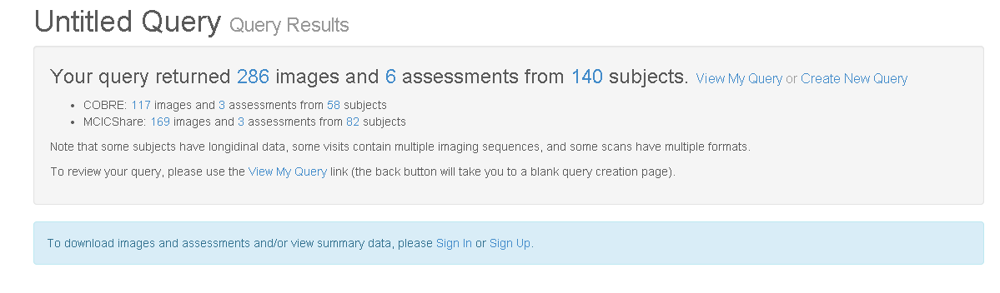 Untitled Query Query Results
Your query returned 286 images and 6 assessments from 140 subjects. View My Query or Create New Query
• COBRE: 117 images and 3 assessments from 58 subjects
• MCICShare: 169 images and 3 assessments from 82 subjects
Note that some subjects have longidinal data, some visits contain multiple imaging sequences, and some scans have multiple formats.
To review your query, please use the View My Query link (the back button will take you to a blank query creation page).
To download images and assessments and/or view summary data, please Sign In or Sign Up.